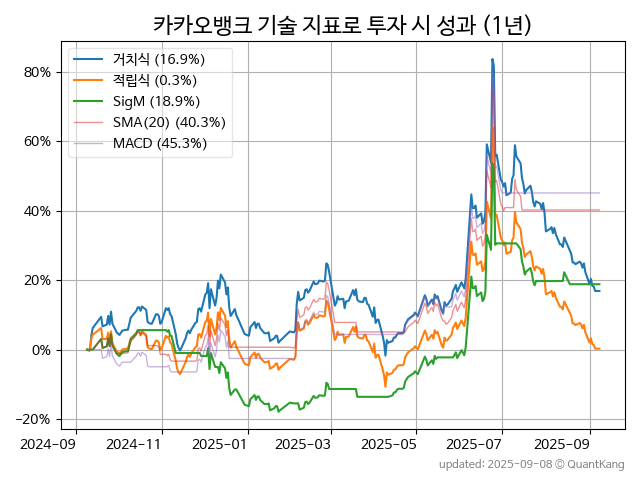 카카오뱅크 기술 지표로 투자 시 성과 (1년)
거치식 (16.9%)
적립식 (0.3%)
SigM (18.9%)
SMA(20) (40.3%)
MACD (45.3%)
80%
60%
40%
20%
0%
−20%
2024-09 2024-11 2025-01 2025-03 2025-05 2025-07 2025-09
updated: 2025-09-08 © QuantKang